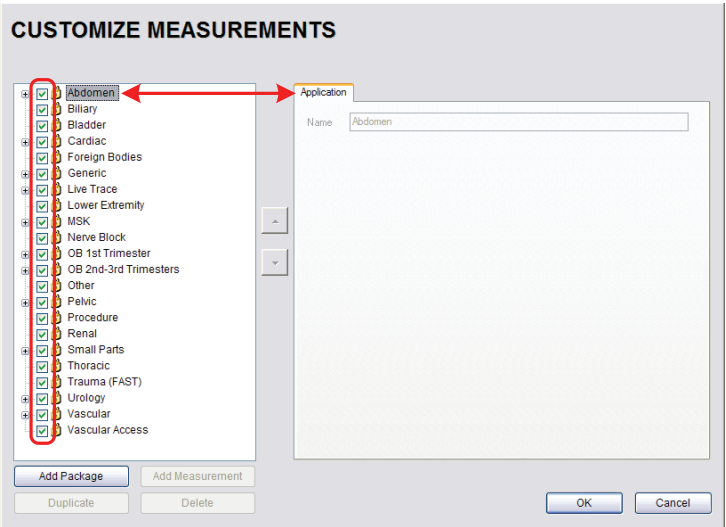 CUSTOMIZE MEASUREMENTS
Abdomen
Biliary
Bladder
Cardiac
Foreign Bodies
Generic
Live Trace
Lower Extremity
MSK
Nerve Block
OB 1st Trimester
OB 2nd-3rd Trimesters
Other
Pelvic
Procedure
Renal
Small Parts
Thoracic
Trauma (FAST)
Urology
Vascular
Vascular Access
Application
Name Abdomen
Add Package Add Measurement
Duplicate Delete
OK Cancel